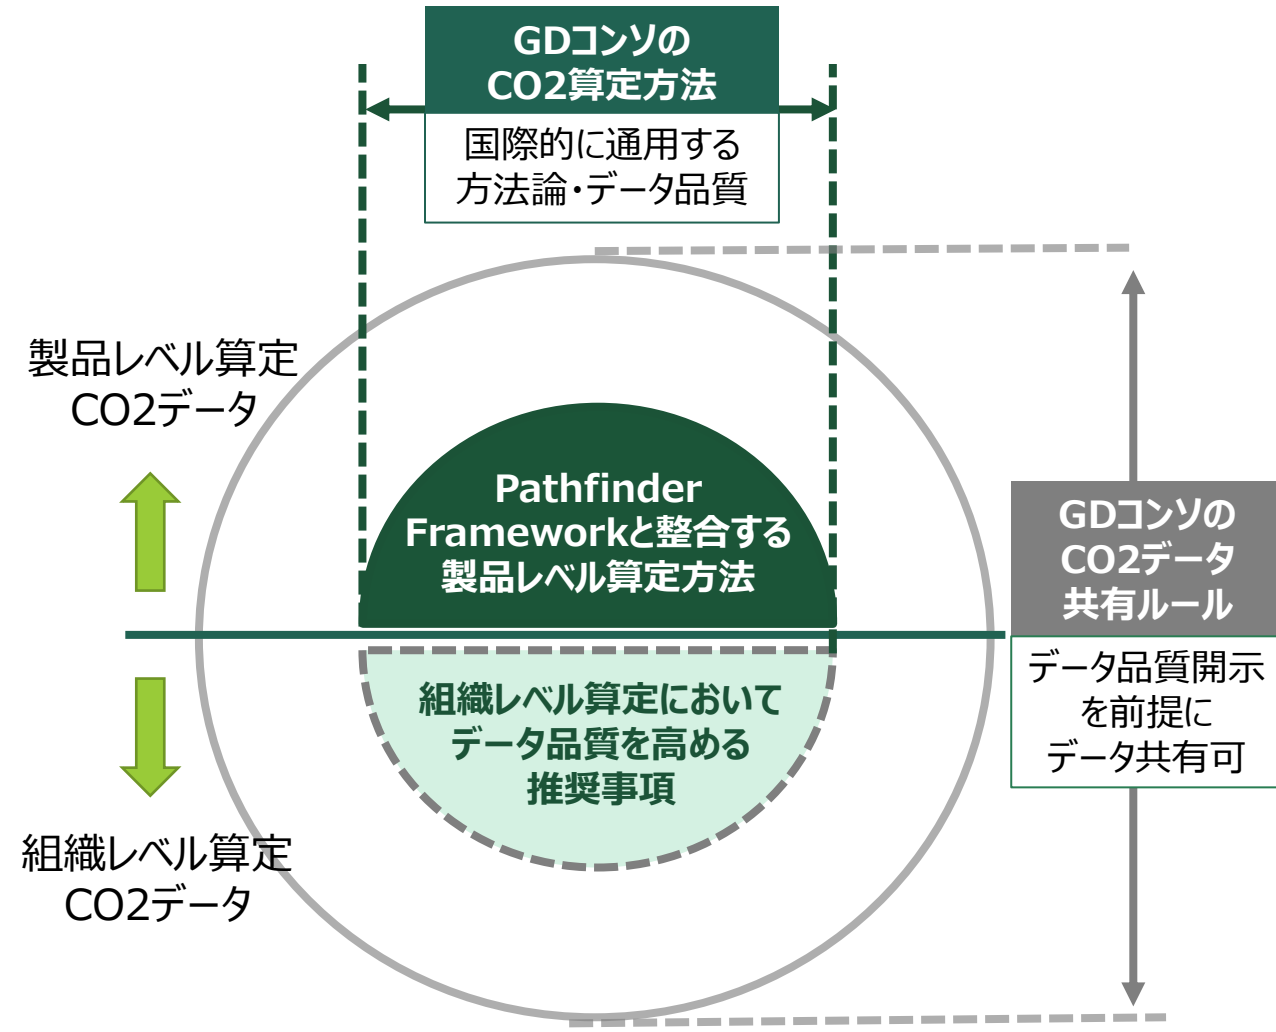 GDコンソの
CO2算定方法
国際的に通用する
方法論・データ品質
製品レベル算定
CO2データ
Pathfinder
Frameworkと整合する
製品レベル算定方法
GDコンソの
CO2データ
共有ルール
データ品質開示
を前提に
データ共有可
組織レベル算定において
データ品質を高める
推奨事項
組織レベル算定
CO2データ